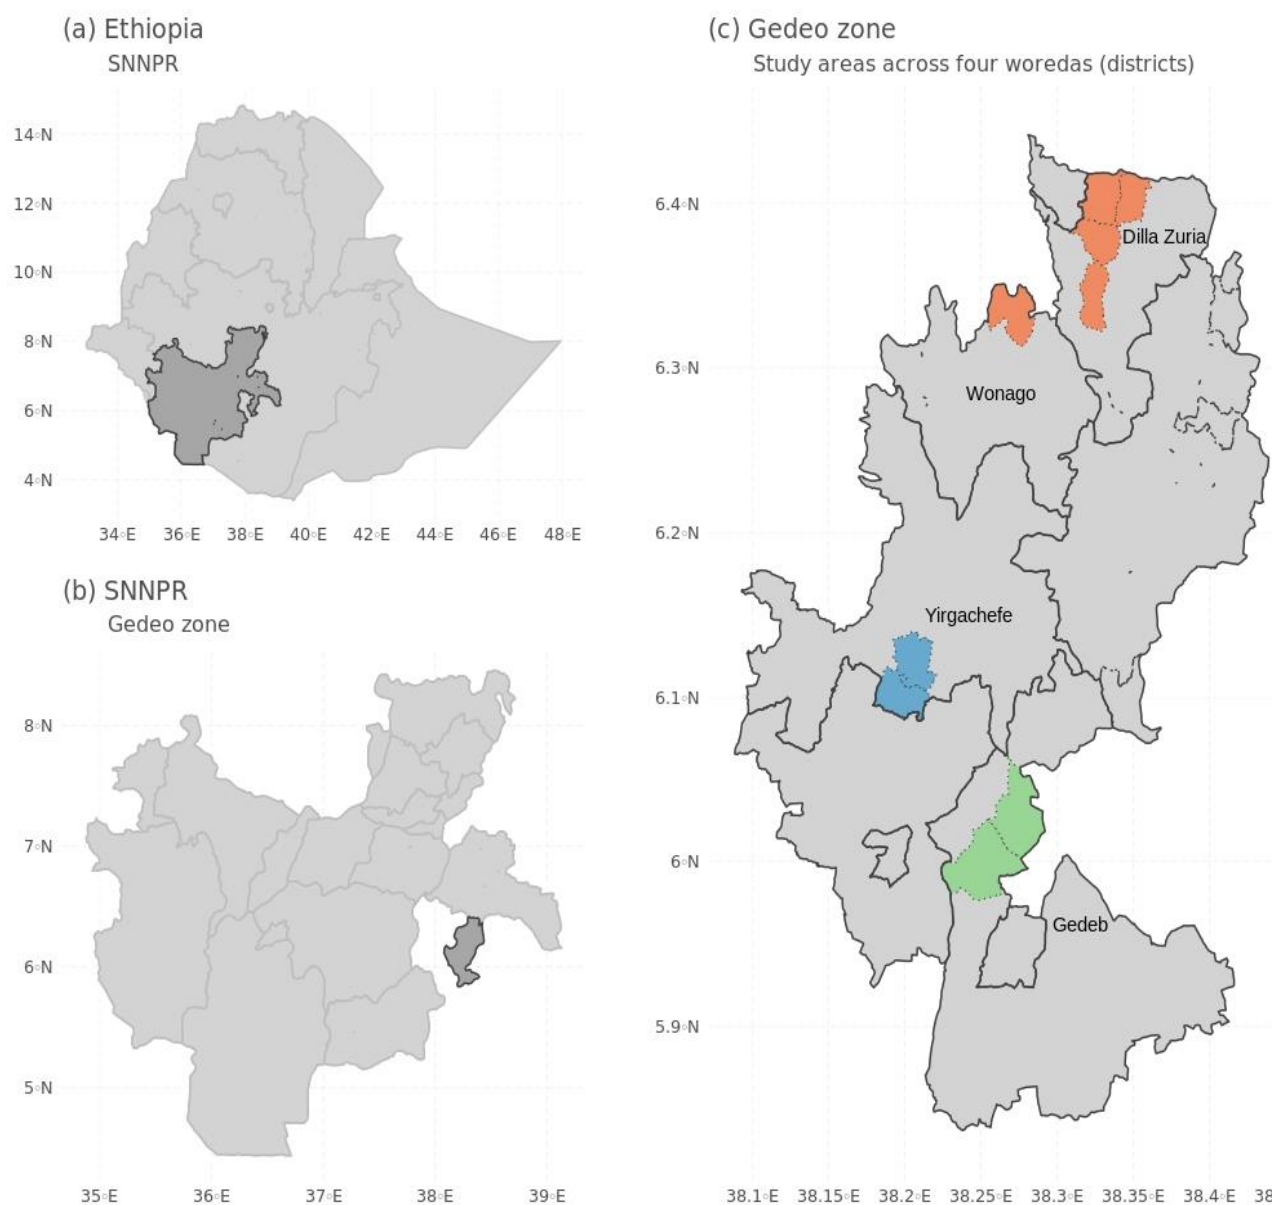 (a) Ethiopia
SNNPR
14◦N
12◦N
10◦N
8◦N
6◦N
4◦N
34◦E 36◦E 38◦E 40◦E 42◦E 44◦E 46◦E 48◦E
(b) SNNPR
Gedeo zone
8◦N
7◦N
6◦N
5◦N
35◦E 36◦E 37◦E 38◦E 39◦E
(c) Gedeo zone
Study areas across four woredas (districts)
6.4◦N
Dilla Zuria
6.3◦N
Wonago
6.2◦N
Yirgachefe
6.1◦N
6◦N
Gedeb
5.9◦N
38.1◦E 38.15◦E 38.2◦E 38.25◦E 38.3◦E 38.35◦E 38.4◦E 38